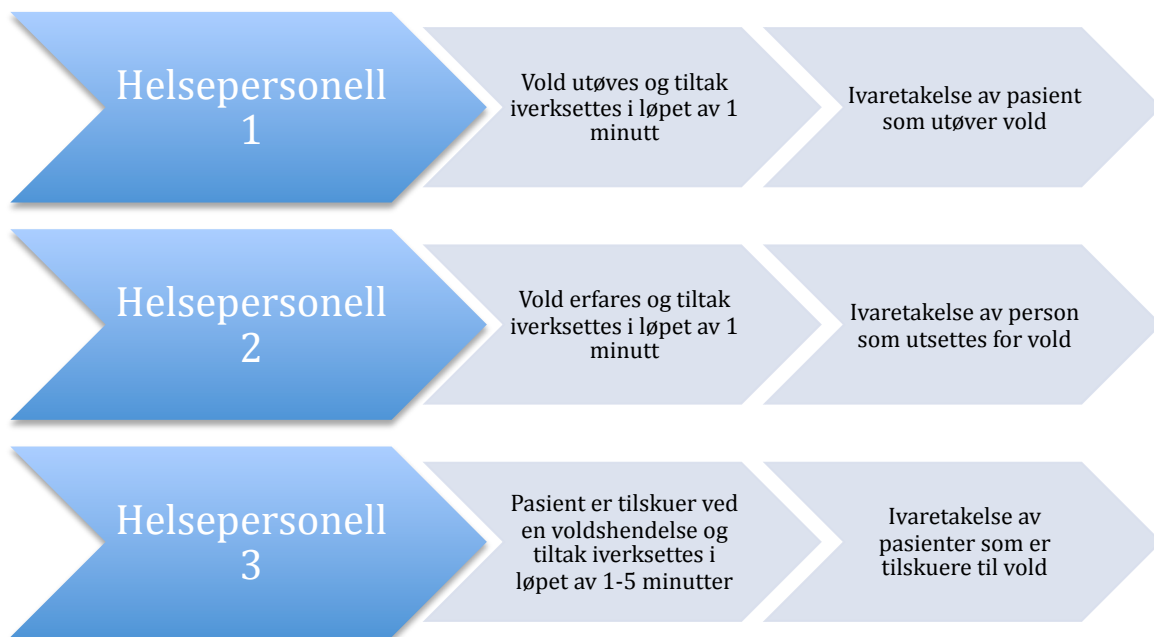 Helsepersonell
1
Vold utøves og tiltak
iverksettes i løpet av 1
minutt
Ivaretakelse av pasient
som utøver vold
Helsepersonell
2
Vold erfares og tiltak
iverksettes i løpet av 1
minutt
Ivaretakelse av person
som utsettes for vold
Helsepersonell
3
Pasient er tilskuer ved
en voldshendelse og
tiltak iverksettes i
løpet av 1-5 minutter
Ivaretakelse av
pasienter som er
tilskuere til vold